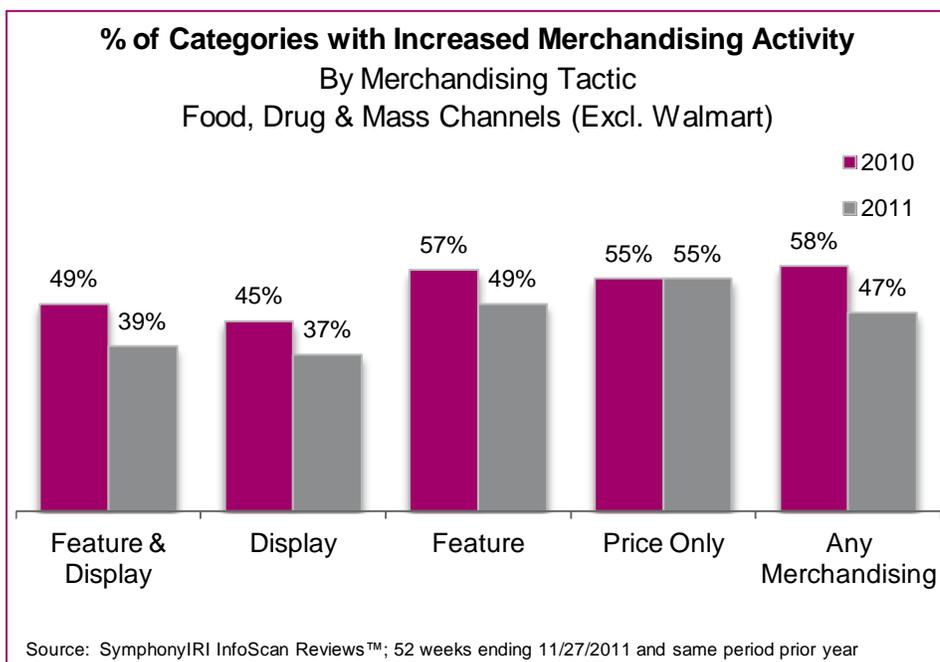 % of Categories with Increased Merchandising Activity
By Merchandising Tactic
Food, Drug & Mass Channels (Excl. Walmart)
2010
2011
49%
39%
45%
37%
57%
49%
55%
55%
58%
47%
Feature &
Display
Display
Feature
Price Only
Any
Merchandising
Source: SymphonyIRI InfoScan Reviews™; 52 weeks ending 11/27/2011 and same period prior year